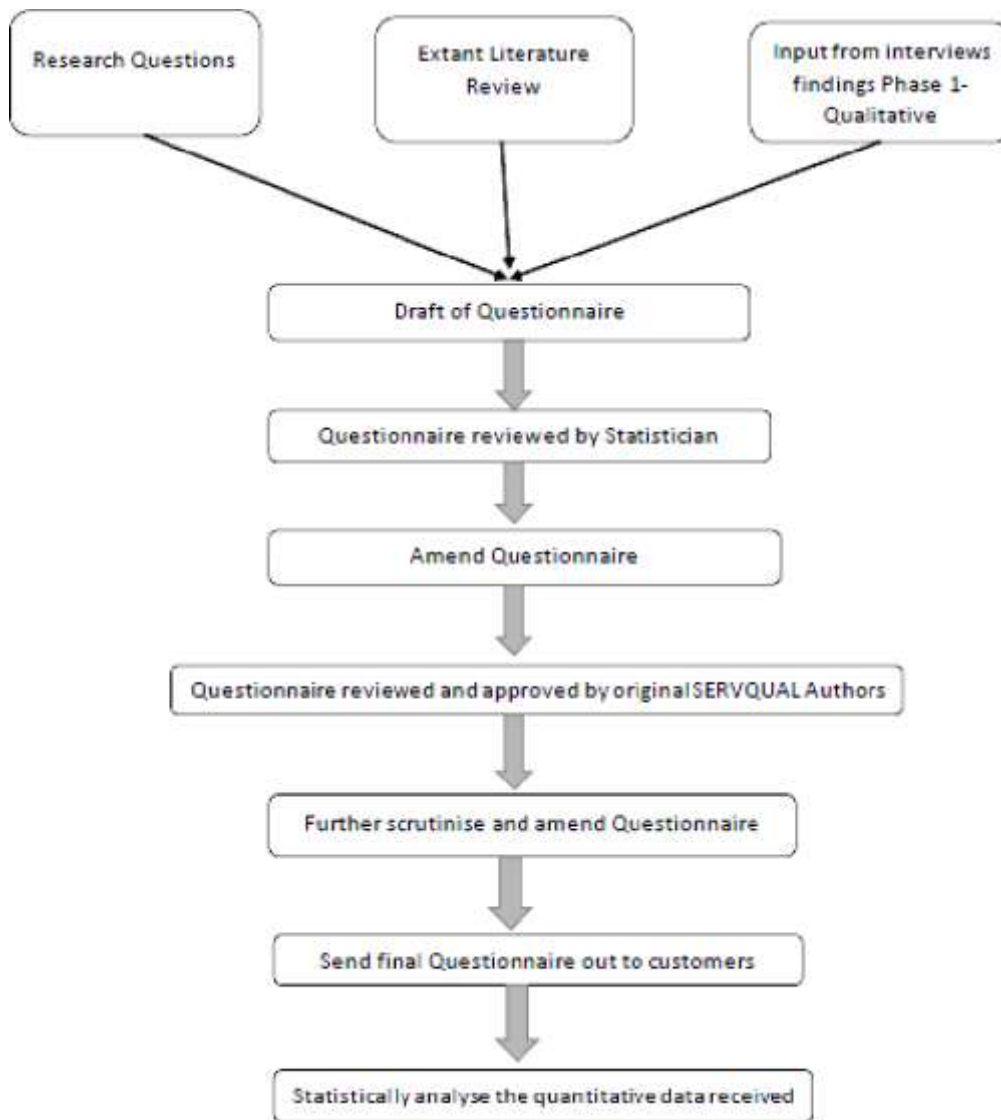 Research Questions
Extant Literature
Review
Input from interviews
findings Phase 1-
Qualitative
Draft of Questionnaire
Questionnaire reviewed by Statistician
Amend Questionnaire
Questionnaire reviewed and approved by original SERVQUAL Authors
Further scrutinise and amend Questionnaire
Send final Questionnaire out to customers
Statistically analyse the quantitative data received